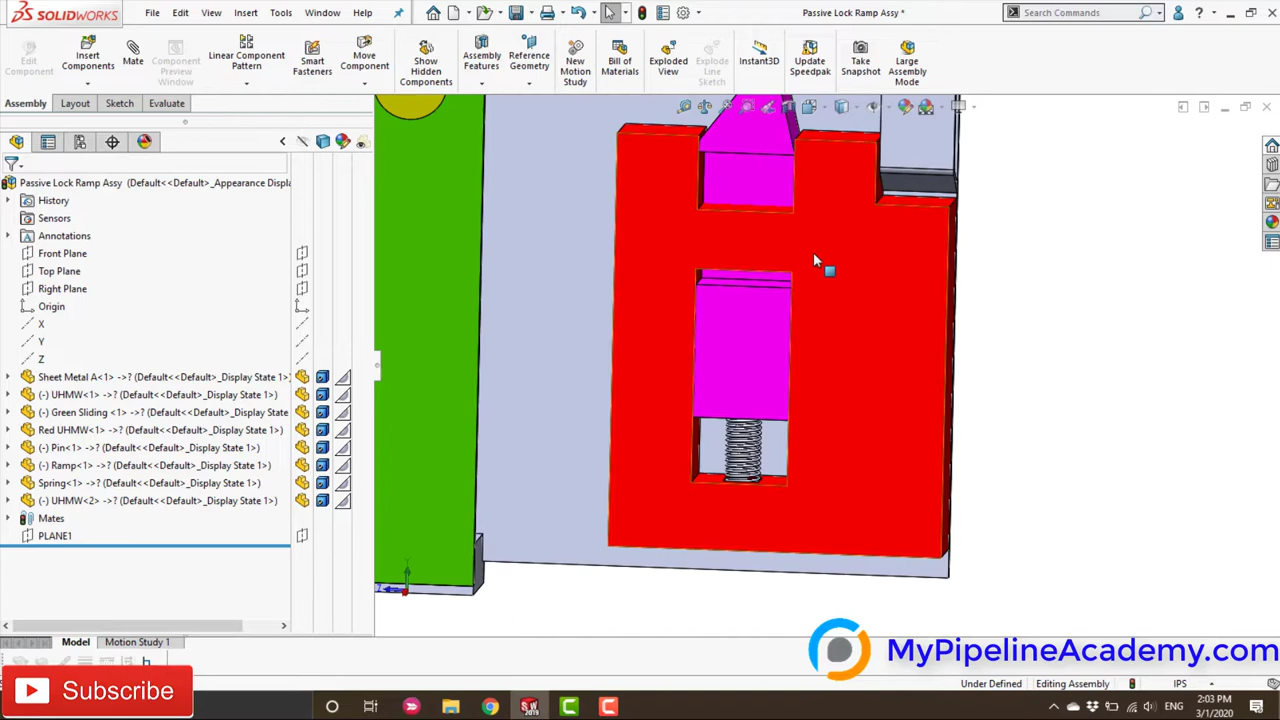 SOLIDWORKS
File
Edit
View
Insert
Tools
Window
Help
Passive Lock Ramp Assy *
Search Commands
Edit Component
Insert Components
Mate
Component Preview Window
Linear Component Pattern
Smart Fasteners
Move Component
Show Hidden Components
Assembly Features
Reference Geometry
New Motion Study
Bill of Materials
Exploded View
Explode Line Sketch
Instant3D
Update Speedpak
Take Snapshot
Large Assembly Mode
Assembly
Layout
Sketch
Evaluate
Passive Lock Ramp Assy (Default<<Default>_Appearance Displa
History
Sensors
Annotations
Front Plane
Top Plane
Right Plane
Origin
X
Y
Z
Sheet Metal A<1> ->? (Default<<Default>_Display State 1>)
(-) UHMW<1> ->? (Default<<Default>_Display State 1>)
(-) Green Sliding <1> ->? (Default<<Default>_Display State
Red UHMW<1> ->? (Default<<Default>_Display State 1>)
(-) Pin<1> ->? (Default<<Default>_Display State 1>)
(-) Ramp<1> ->? (Default<<Default>_Display State 1>)
Spring<1> ->? (Default<<Default>_Display State 1>)
(-) UHMW<2> ->? (Default<<Default>_Display State 1>)
Mates
PLANE1
Y
Z
Model
Motion Study 1
MyPipelineAcademy.com
Subscribe
Under Defined
Editing Assembly
IPS
ENG
2:03 PM
3/1/2020
SW
2019